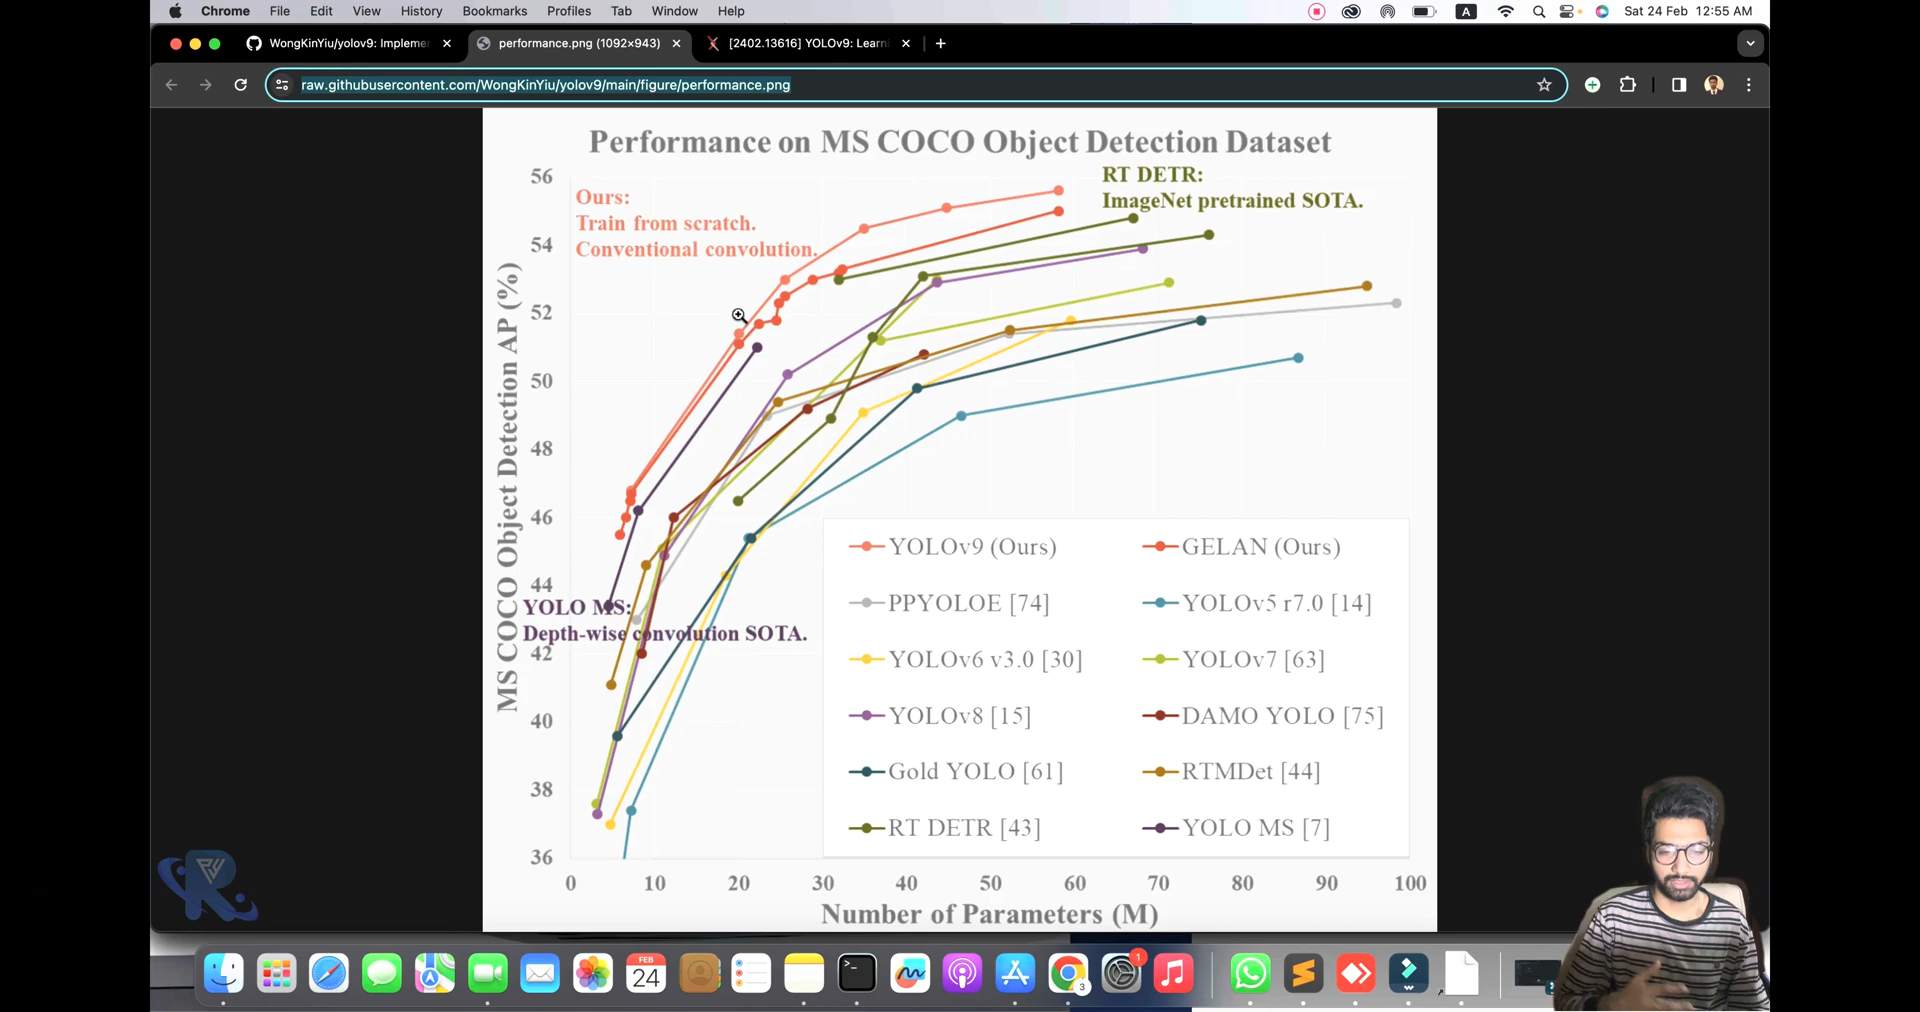 Chrome File Edit View History Bookmarks Profiles Tab Window Help A Sat 24 Feb 12:55 AM
WongKinYiu/yolov9: Implemen performance.png (1092×943) [2402.13616] YOLOv9: Learni
raw.githubusercontent.com/WongKinYiu/yolov9/main/figure/performance.png
Performance on MS COCO Object Detection Dataset
RT DETR:
ImageNet pretrained SOTA.
Ours:
Train from scratch.
Conventional convolution.
56
54
52
50
48
46
44
42
40
38
36
MS COCO Object Detection AP (%)
YOLO MS:
Depth-wise convolution SOTA.
YOLOv9 (Ours) GELAN (Ours)
PPYOLOE [74] YOLOv5 r7.0 [14]
YOLOv6 v3.0 [30] YOLOv7 [63]
YOLOv8 [15] DAMO YOLO [75]
Gold YOLO [61] RTMDet [44]
RT DETR [43] YOLO MS [7]
0 10 20 30 40 50 60 70 80 90 100
Number of Parameters (M)
FEB
24
3
1